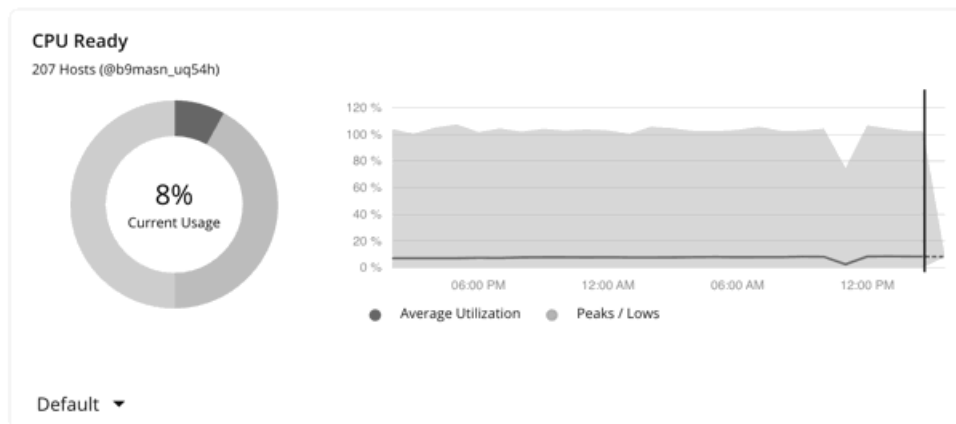 CPU Ready
207 Hosts (@b9masn_uq54h)
8%
Current Usage
120 %
100 %
80 %
60 %
40 %
20 %
0 %
06:00 PM 12:00 AM 06:00 AM 12:00 PM
Average Utilization Peaks / Lows
Default